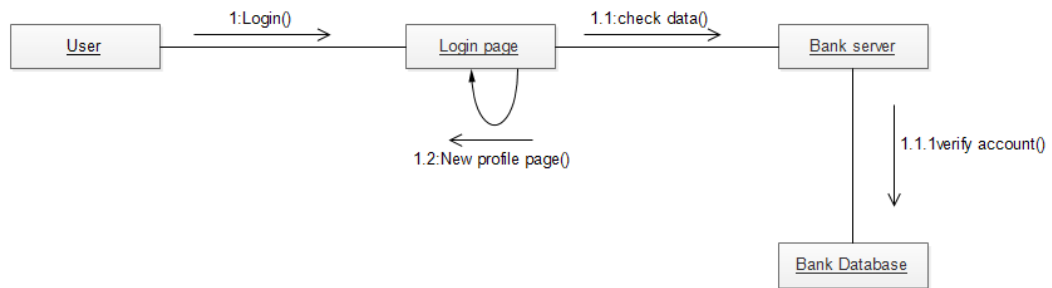 1:Login()
1.1:check data()
User
Login page
Bank server
1.2:New profile page()
1.1.1verify account()
Bank Database